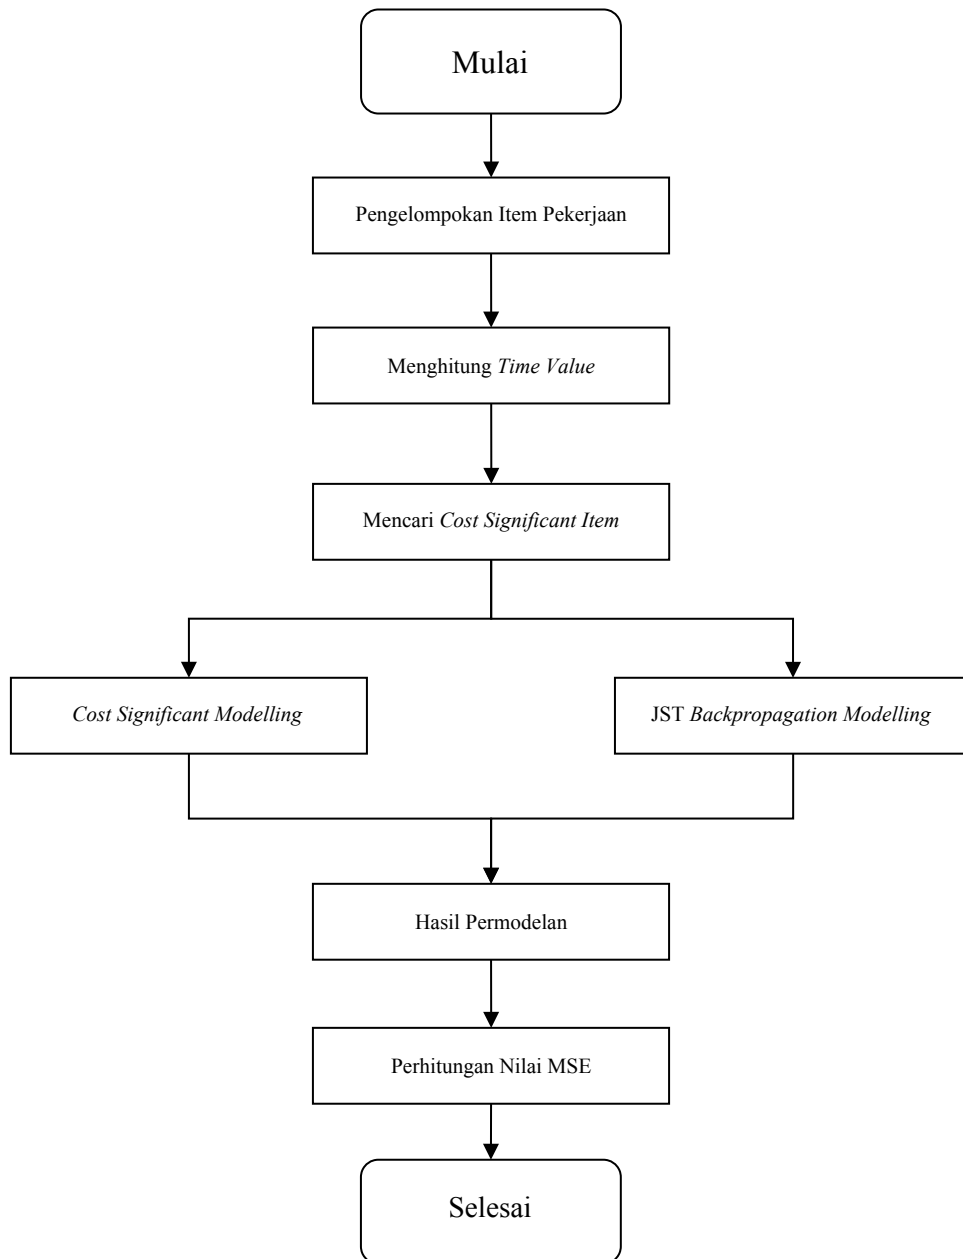 Mulai
Pengelompokan Item Pekerjaan
Menghitung Time Value
Mencari Cost Significant Item
Cost Significant Modelling
JST Backpropagation Modelling
Hasil Permodelan
Perhitungan Nilai MSE
Selesai